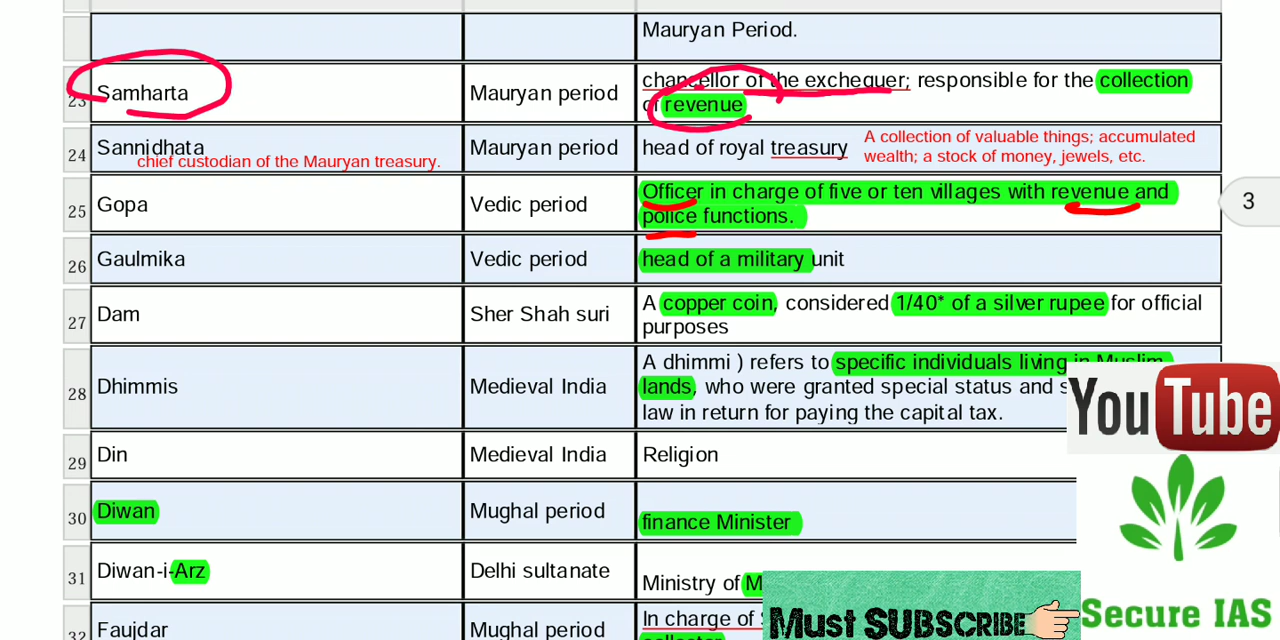 Mauryan Period.
23 Samharta Mauryan period chancellor of the exchequer; responsible for the collection
of revenue
24 Sannidhata Mauryan period head of royal treasury
chief custodian of the Mauryan treasury.
A collection of valuable things; accumulated
wealth; a stock of money, jewels, etc.
25 Gopa Vedic period Officer in charge of five or ten villages with revenue and
police functions.
3
26 Gaulmika Vedic period head of a military unit
27 Dam Sher Shah suri A copper coin, considered 1/40* of a silver rupee for official
purposes
28 Dhimmis Medieval India A dhimmi ) refers to specific individuals living in Muslim
lands, who were granted special status and
law in return for paying the capital tax.
YouTube
29 Din Medieval India Religion
30 Diwan Mughal period finance Minister
31 Diwan-i-Arz Delhi sultanate Ministry of
32 Faujdar Mughal period In charge of
collector
Must SUBSCRIBE
Secure IAS